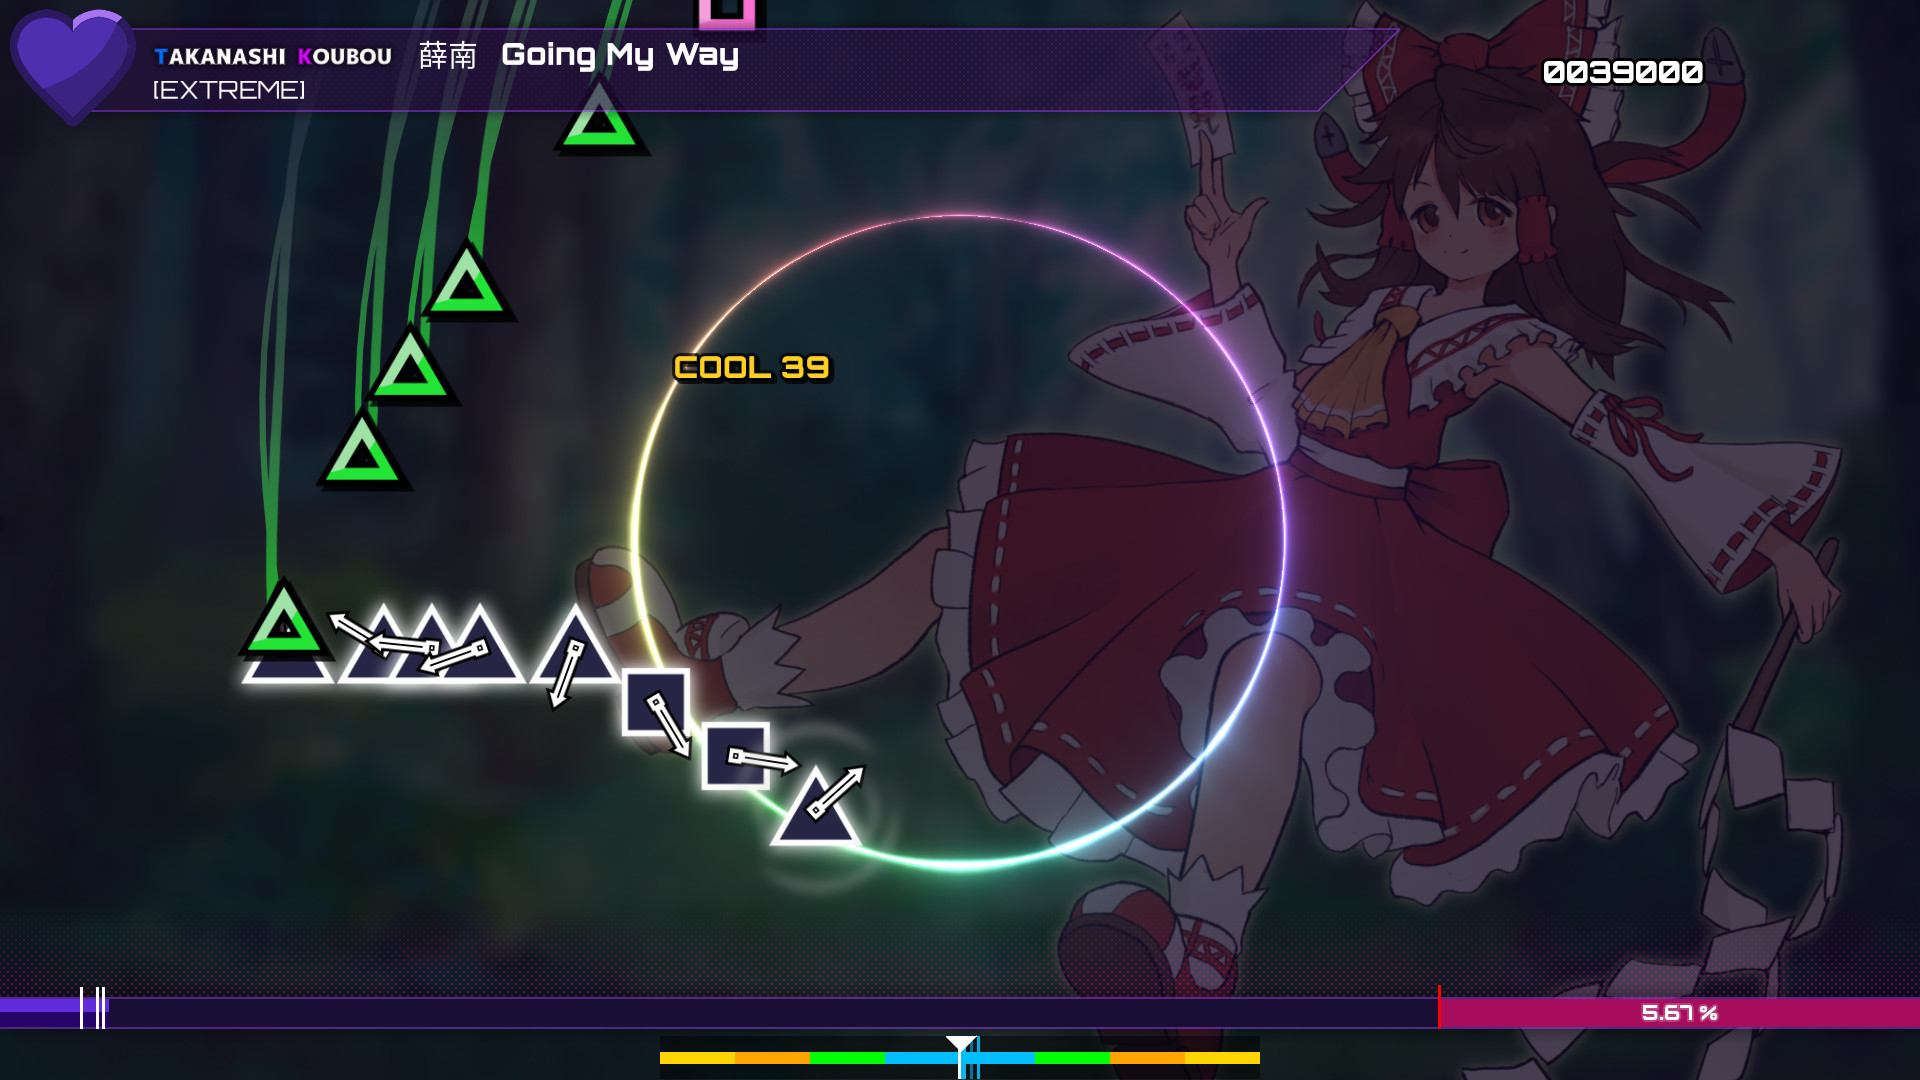 TAKANASHI KOUBOU 薛南 Going My Way
[EXTREME]
0039000
COOL 39
5.67 %